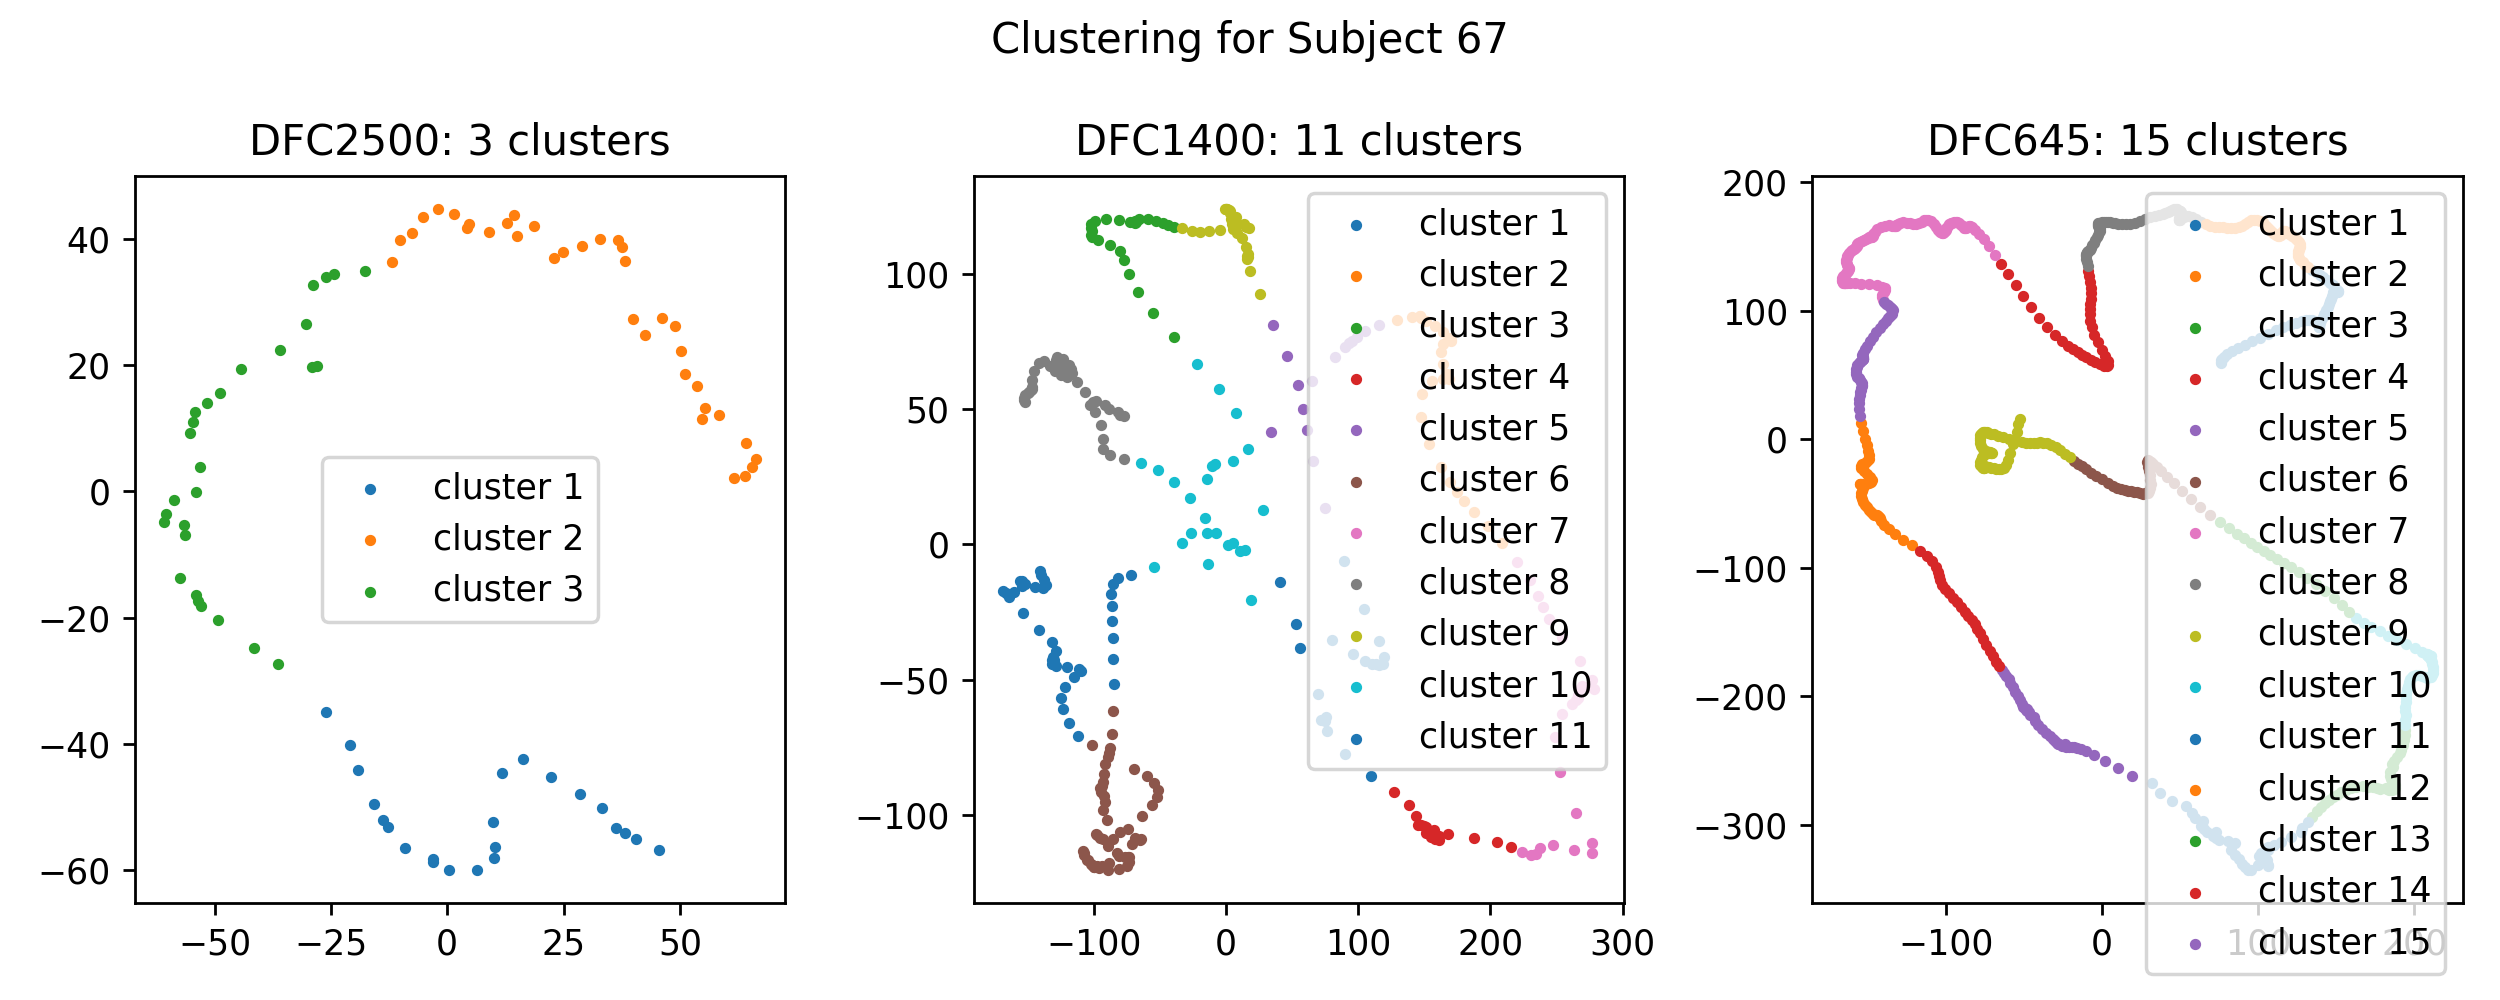 Clustering for Subject 67
DFC2500: 3 clusters
40
20
0
−20
−40
−60
−50
−25
0
25
50
cluster 1
cluster 2
cluster 3
DFC1400: 11 clusters
100
50
0
−50
−100
−100
0
100
200
300
cluster 1
cluster 2
cluster 3
cluster 4
cluster 5
cluster 6
cluster 7
cluster 8
cluster 9
cluster 10
cluster 11
DFC645: 15 clusters
200
100
0
−100
−200
−300
−100
0
100
200
cluster 1
cluster 2
cluster 3
cluster 4
cluster 5
cluster 6
cluster 7
cluster 8
cluster 9
cluster 10
cluster 11
cluster 12
cluster 13
cluster 14
cluster 15